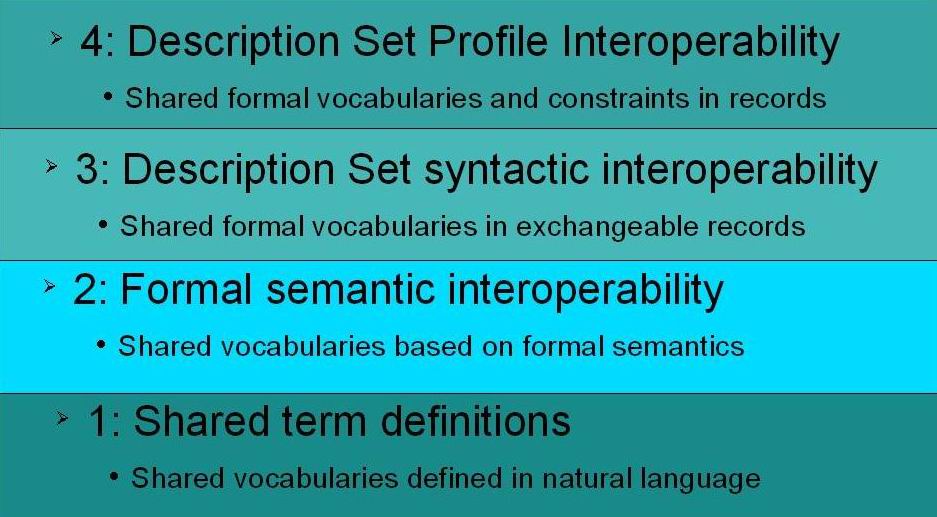 4: Description Set Profile Interoperability
Shared formal vocabularies and constraints in records
3: Description Set syntactic interoperability
Shared formal vocabularies in exchangeable records
2: Formal semantic interoperability
Shared vocabularies based on formal semantics
1: Shared term definitions
Shared vocabularies defined in natural language